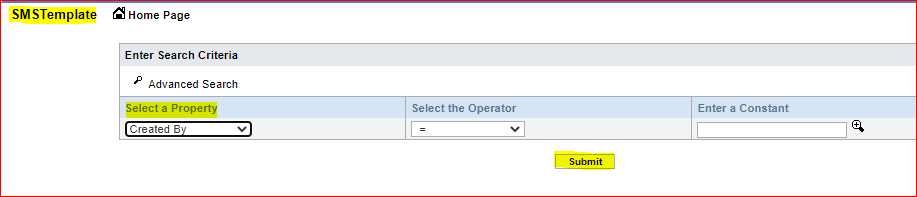 SMSTemplate Home Page
Enter Search Criteria
Advanced Search
Select a Property Select the Operator Enter a Constant
Created By =
Submit